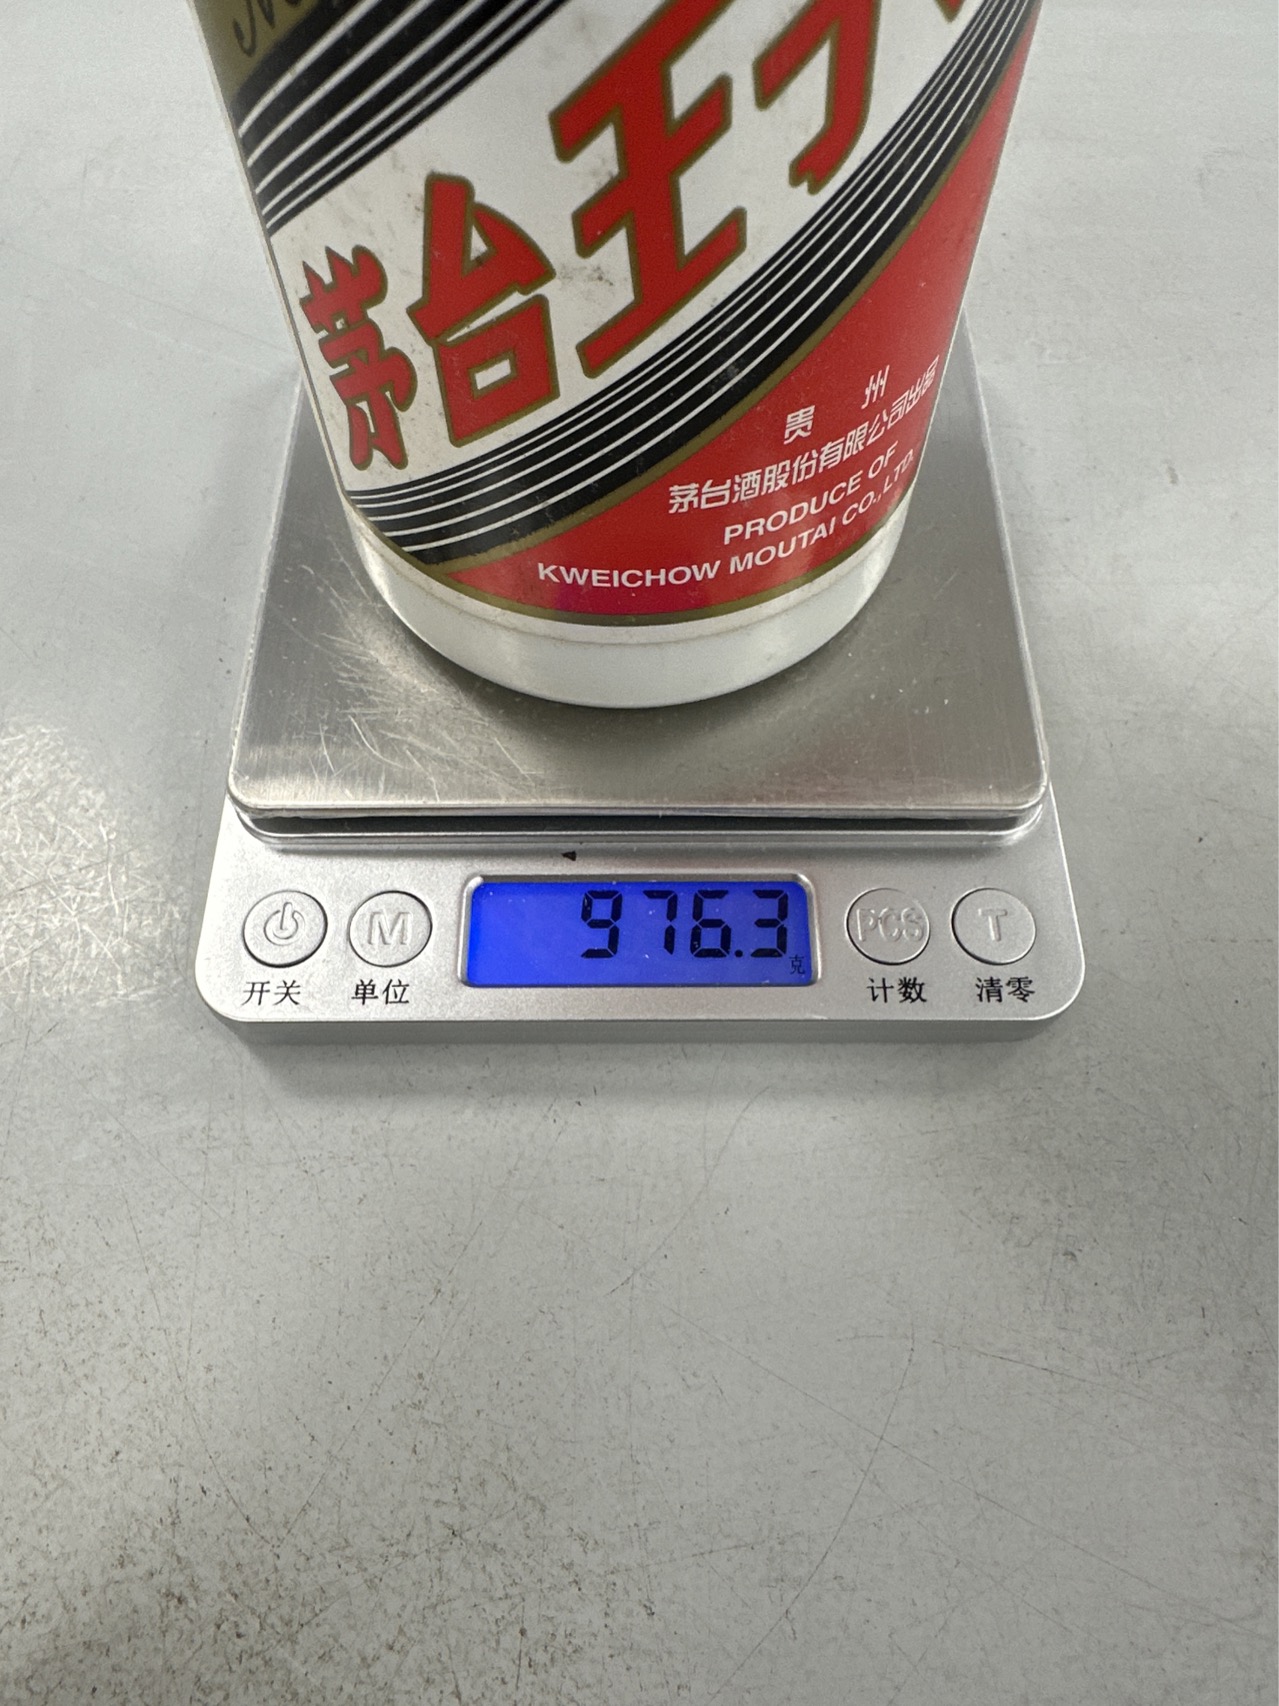 茅台王子
贵州
茅台酒股份有限公司出品
PRODUCE OF
KWEICHOW MOUTAI CO., LTD.
976.3
克
M
PCS
T
开关
单位
计数
清零